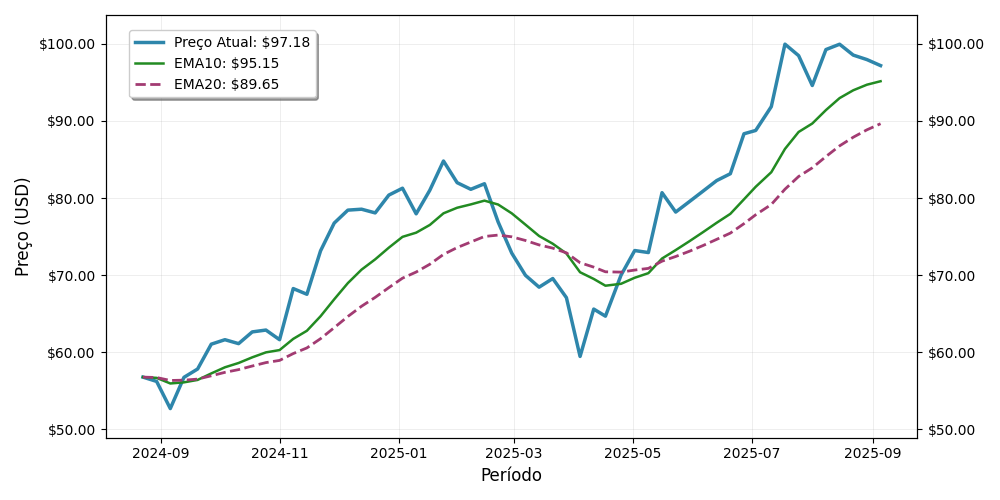 Preço Atual: $97.18
EMA10: $95.15
EMA20: $89.65
$100.00
$90.00
$80.00
$70.00
$60.00
$50.00
Preço (USD)
$100.00
$90.00
$80.00
$70.00
$60.00
$50.00
2024-09 2024-11 2025-01 2025-03 2025-05 2025-07 2025-09
Período